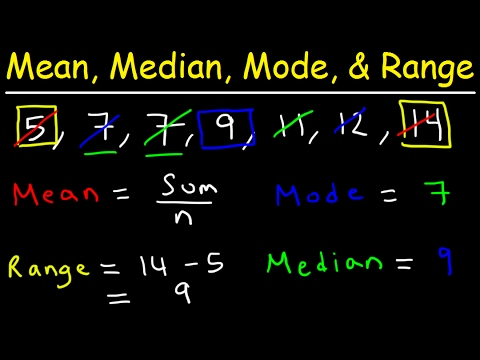 Mean, Median, Mode, & Range
5, 7, 7, 9, 11, 12, 14
Mean = Sum/n
Mode = 7
Range = 14 - 5
= 9
Median = 9